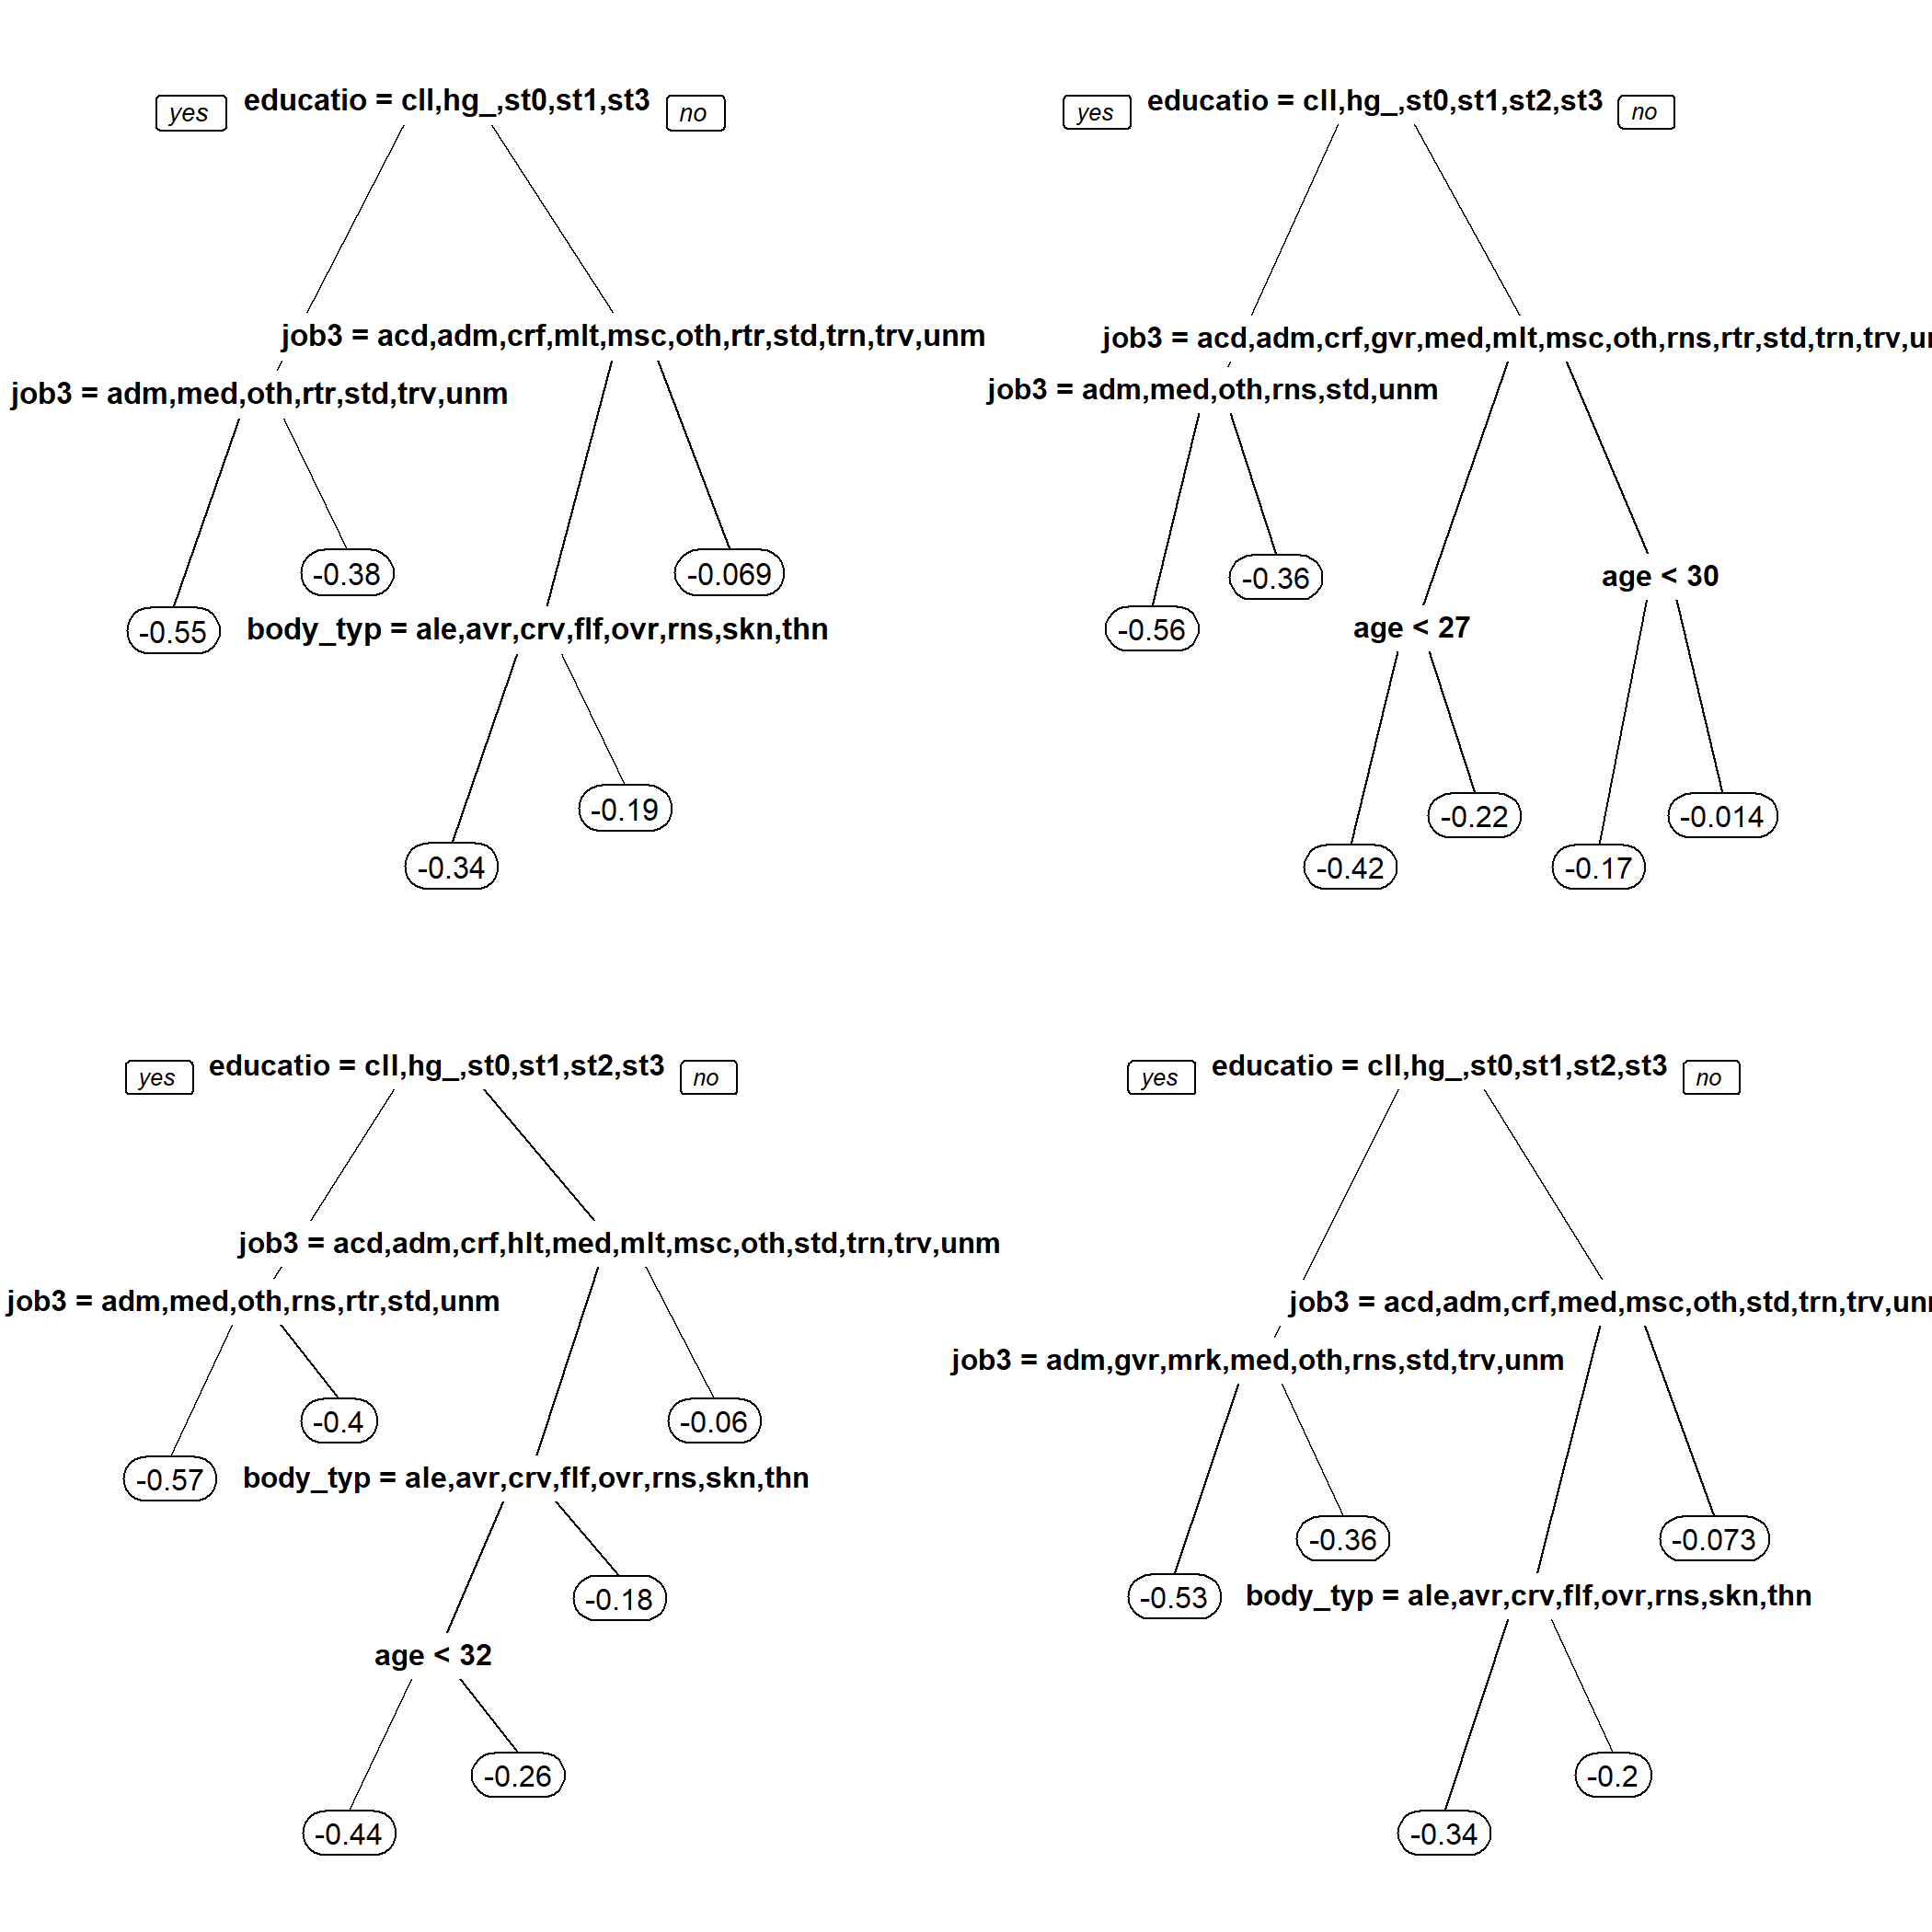 yes educatio = cll,hg_,st0,st1,st3 no
job3 = acd,adm,crf,mlt,msc,oth,rtr,std,trn,trv,unm
job3 = adm,med,oth,rtr,std,trv,unm
-0.38
-0.069
-0.55
body_typ = ale,avr,crv,flf,ovr,rns,skn,thn
-0.19
-0.34
yes educatio = cll,hg_,st0,st1,st2,st3 no
job3 = acd,adm,crf,gvr,med,mlt,msc,oth,rns,rtr,std,trn,trv,
job3 = adm,med,oth,rns,std,unm
-0.36
age < 30
-0.56
age < 27
-0.22
-0.014
-0.42
-0.17
yes educatio = cll,hg_,st0,st1,st2,st3 no
job3 = acd,adm,crf,hlt,med,mlt,msc,oth,std,trn,trv,unm
job3 = adm,med,oth,rns,rtr,std,unm
-0.4
-0.06
-0.57
body_typ = ale,avr,crv,flf,ovr,rns,skn,thn
-0.18
age < 32
-0.26
-0.44
yes educatio = cll,hg_,st0,st1,st2,st3 no
job3 = acd,adm,crf,med,msc,oth,std,trn,trv,
job3 = adm,gvr,mrk,med,oth,rns,std,trv,unm
-0.36
-0.073
-0.53
body_typ = ale,avr,crv,flf,ovr,rns,skn,thn
-0.2
-0.34